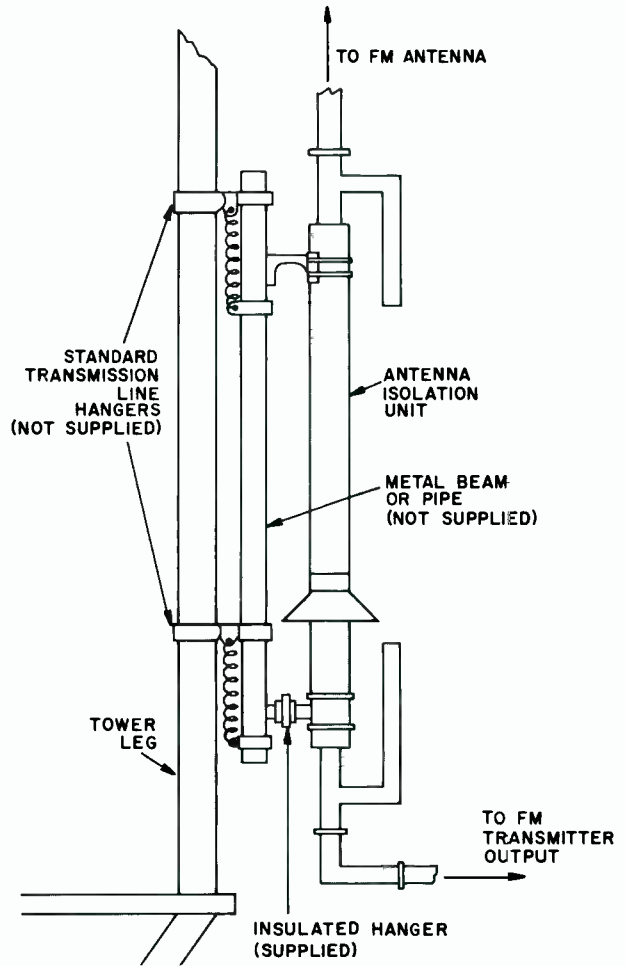 TO FM ANTENNA
STANDARD
TRANSMISSION
LINE
HANGERS
(NOT SUPPLIED)
ANTENNA
ISOLATION
UNIT
METAL BEAM
OR PIPE
(NOT SUPPLIED)
TOWER
LEG
TO FM
TRANSMITTER
OUTPUT
INSULATED HANGER
(SUPPLIED)